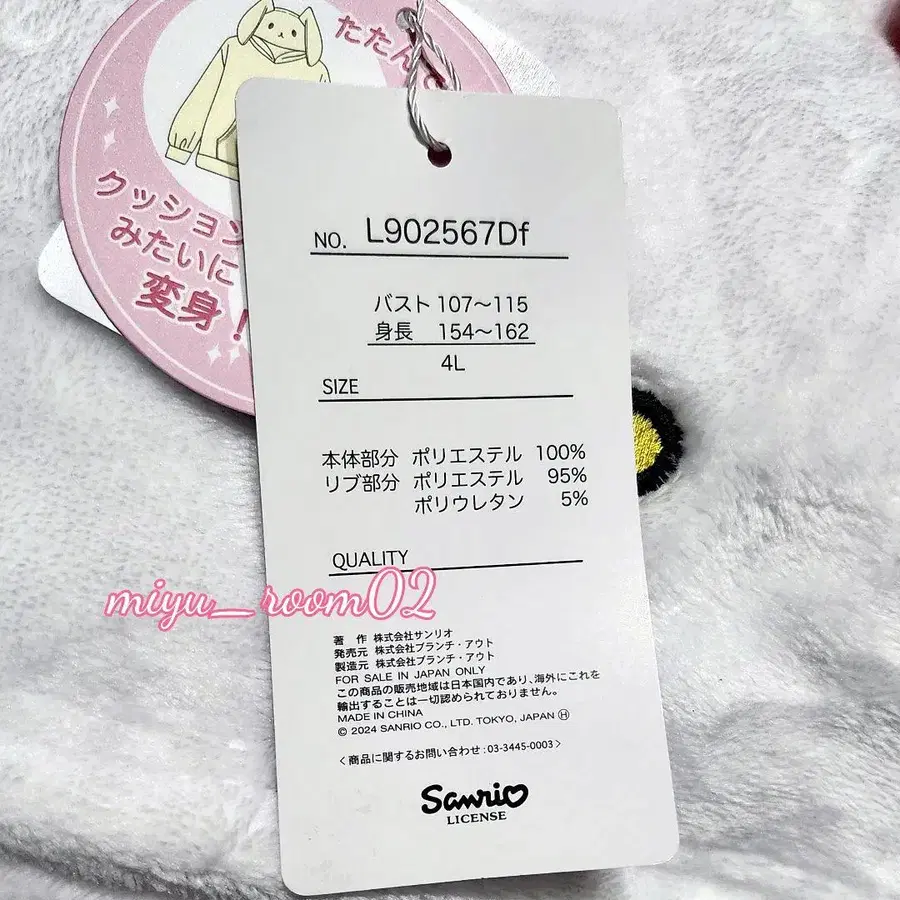 たたん
クッション
みたいに
変身！
NO. L902567Df
バスト 107～115
身長 154～162
4L
SIZE
本体部分 ポリエステル 100%
リブ部分 ポリエステル 95%
ポリウレタン 5%
QUALITY
miyu_room02
著 作 株式会社サンリオ
発売元 株式会社ブランチ・アウト
製造元 株式会社ブランチ・アウト
FOR SALE IN JAPAN ONLY
この商品の販売地域は日本国内であり、海外にこれを
輸出することは一切認められておりません。
MADE IN CHINA
© 2024 SANRIO CO., LTD. TOKYO, JAPAN Ⓗ
＜商品に関するお問い合わせ：03-3445-0003＞
Sanrio
LICENSE